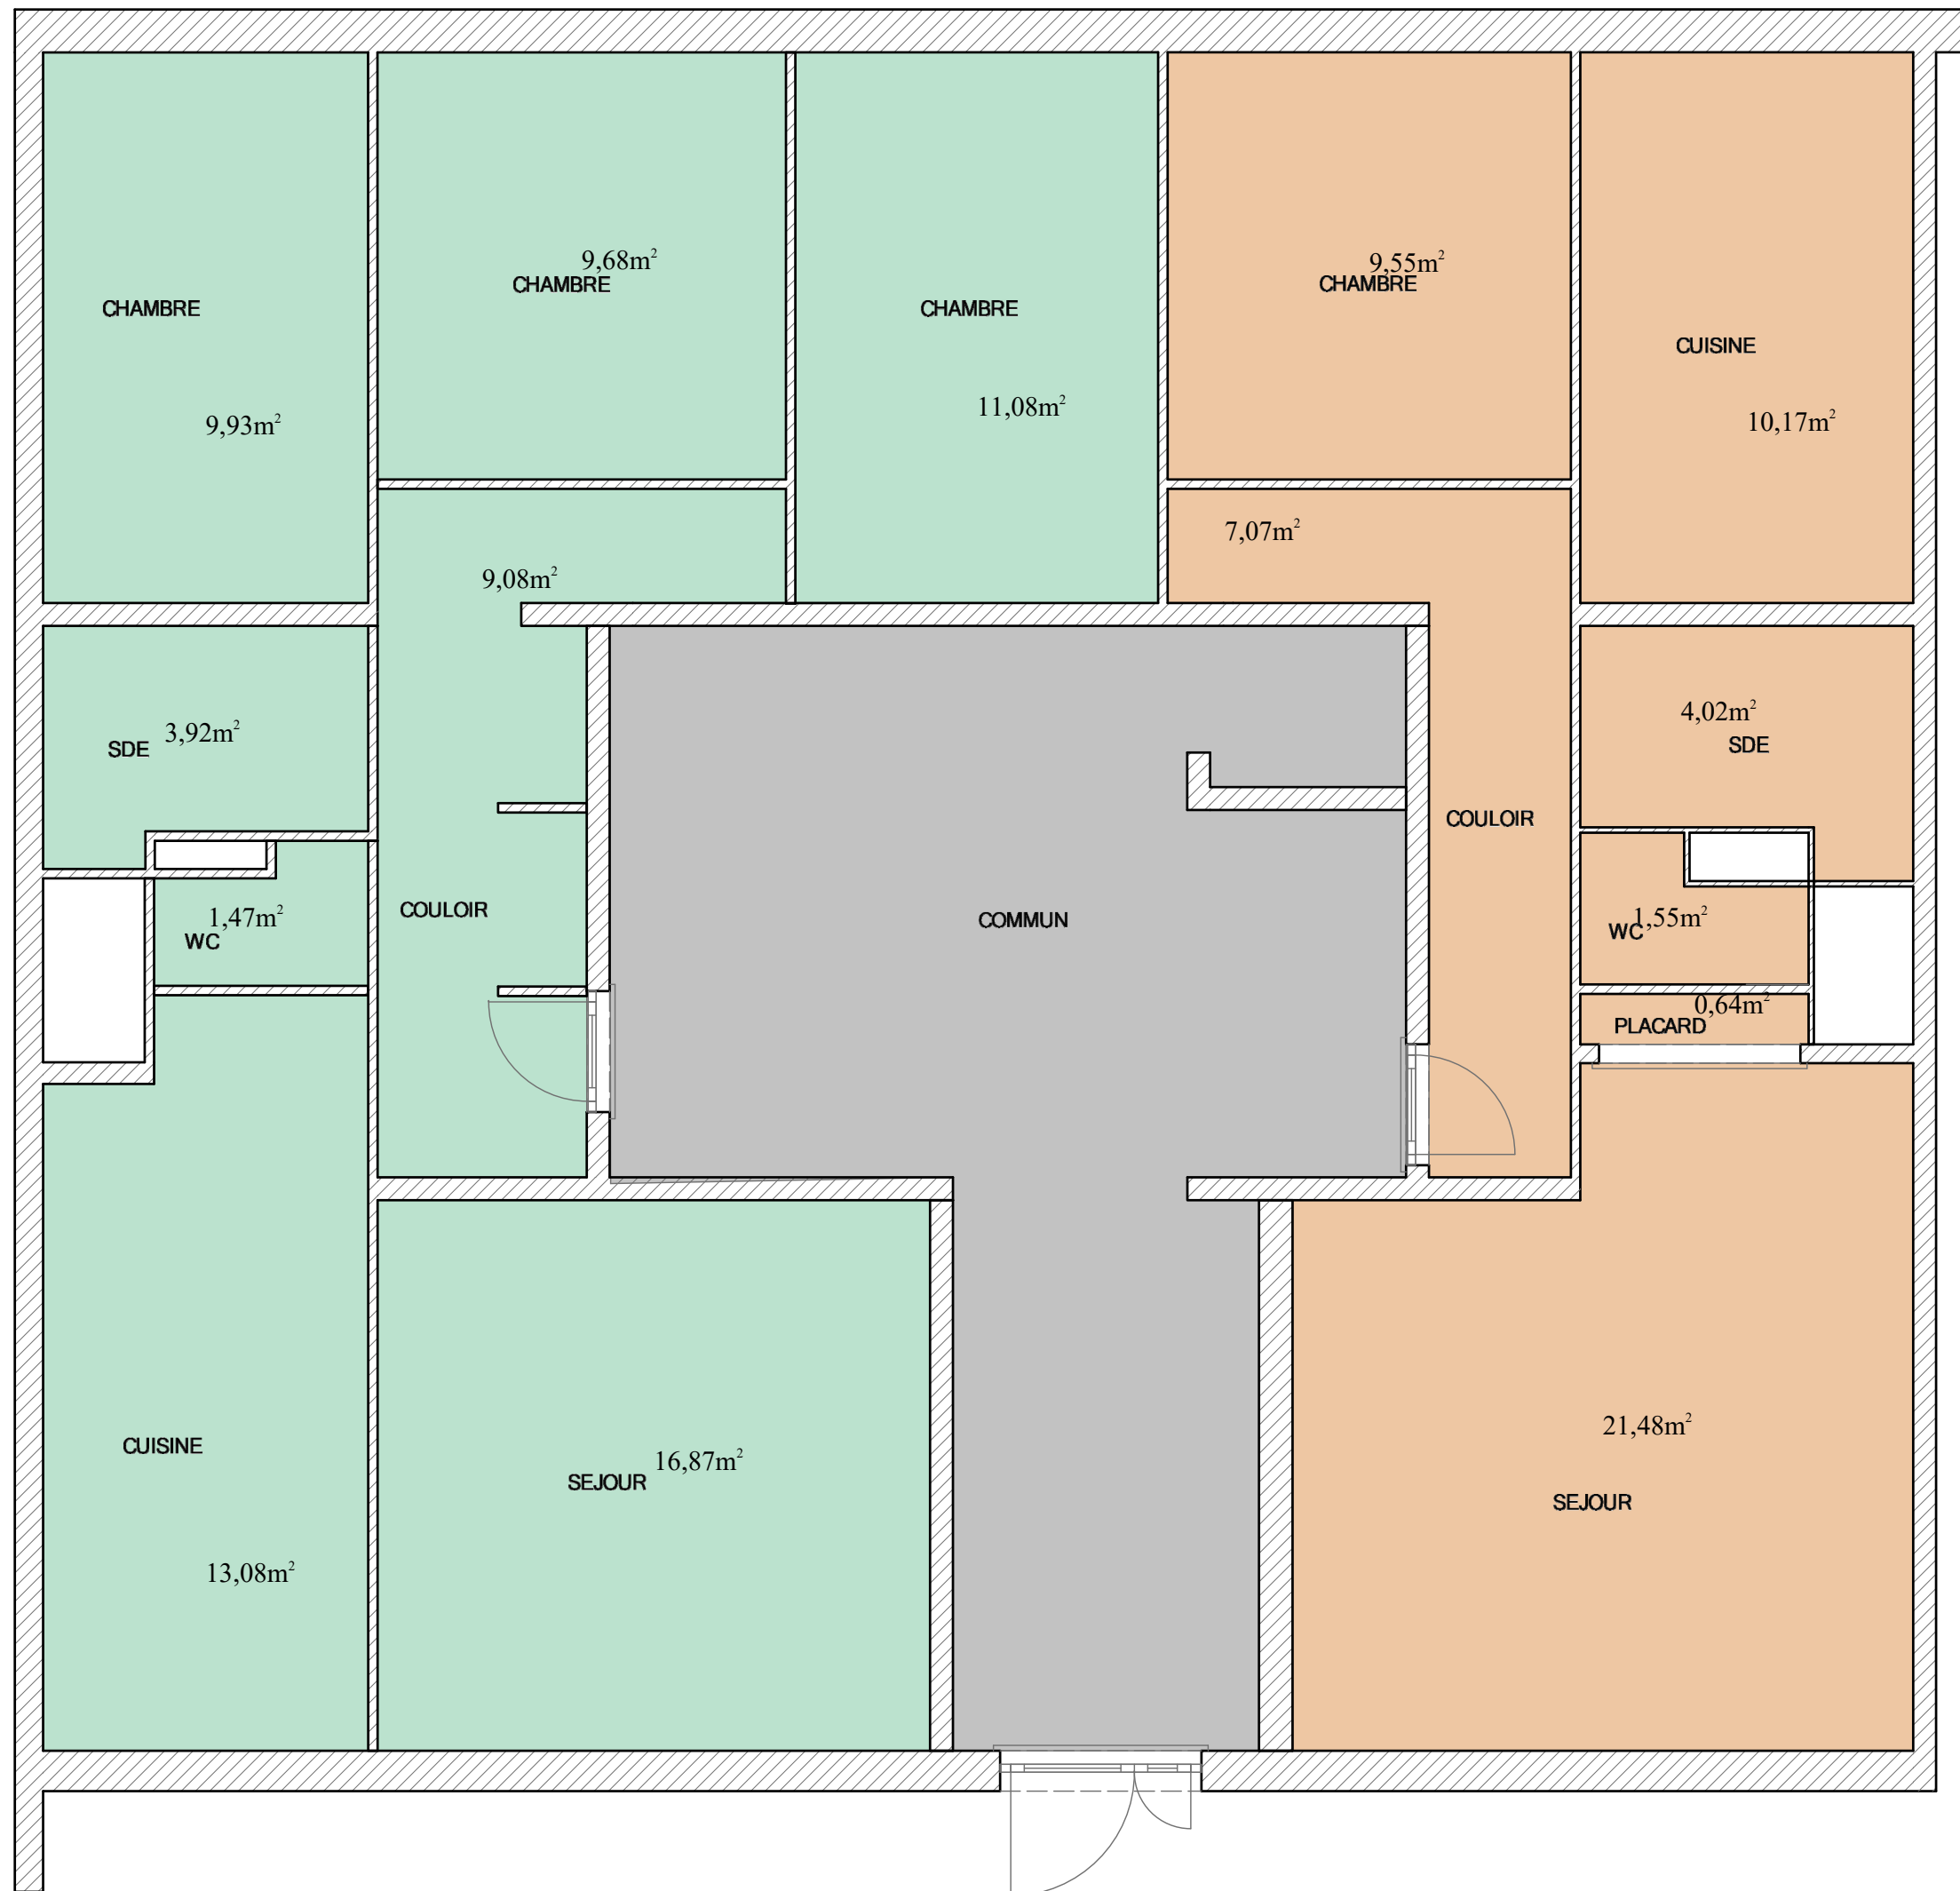 9,68m²
CHAMBRE
9,55m²
CHAMBRE
CHAMBRE
CHAMBRE
CUISINE
9,93m²
11,08m²
10,17m²
7,07m²
9,08m²
3,92m²
SDE
4,02m²
SDE
COULOIR
COULOIR
1,47m²
WC
COMMUN
1,55m²
WC
0,64m²
PLACARD
CUISINE
16,87m²
SEJOUR
21,48m²
SEJOUR
13,08m²